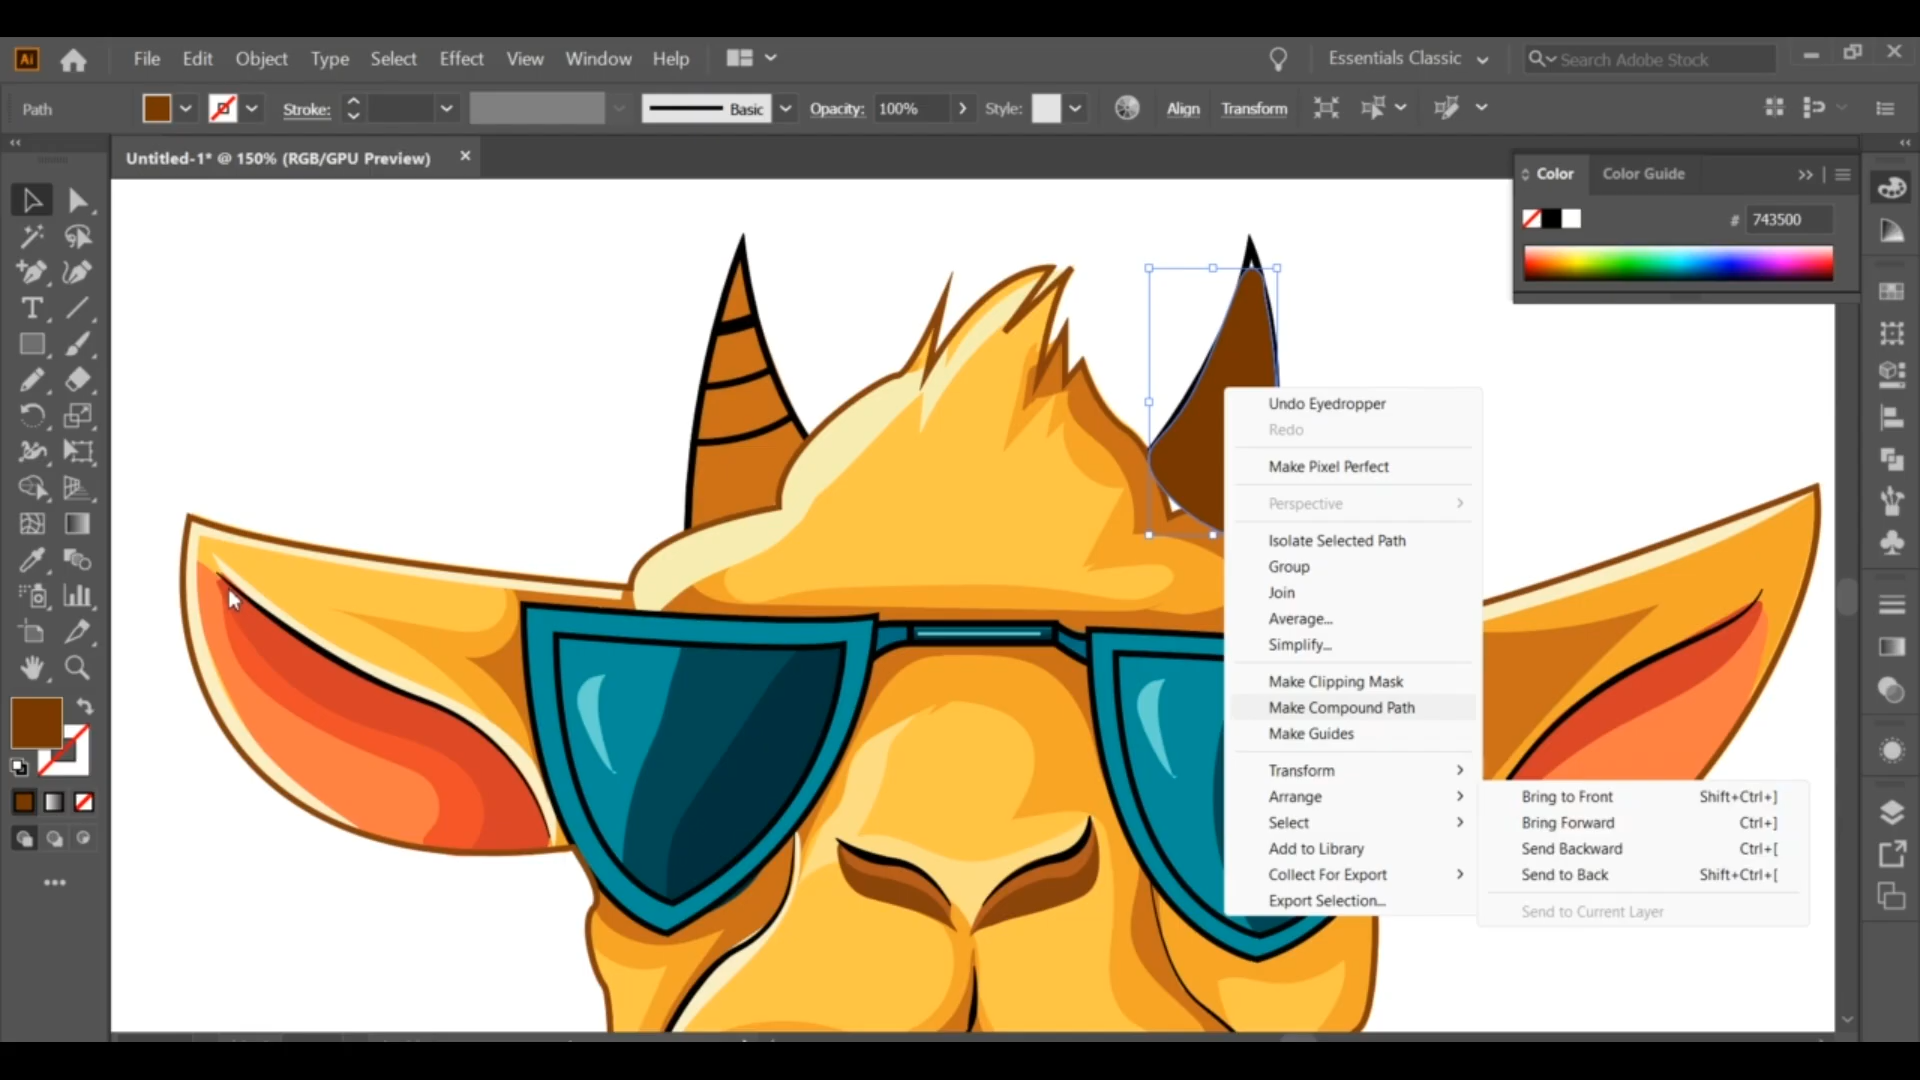 Ai File Edit Object Type Select Effect View Window Help Essentials Classic Search Adobe Stock
Path Stroke: Basic Opacity: 100% Style: Align Transform
Untitled-1* @ 150% (RGB/GPU Preview)
Color Color Guide
# 743500
Undo Eyedropper
Redo
Make Pixel Perfect
Perspective
Isolate Selected Path
Group
Join
Average...
Simplify...
Make Clipping Mask
Make Compound Path
Make Guides
Transform
Arrange
Select
Add to Library
Collect For Export
Export Selection...
Bring to Front Shift+Ctrl+]
Bring Forward Ctrl+]
Send Backward Ctrl+[
Send to Back Shift+Ctrl+[
Send to Current Layer